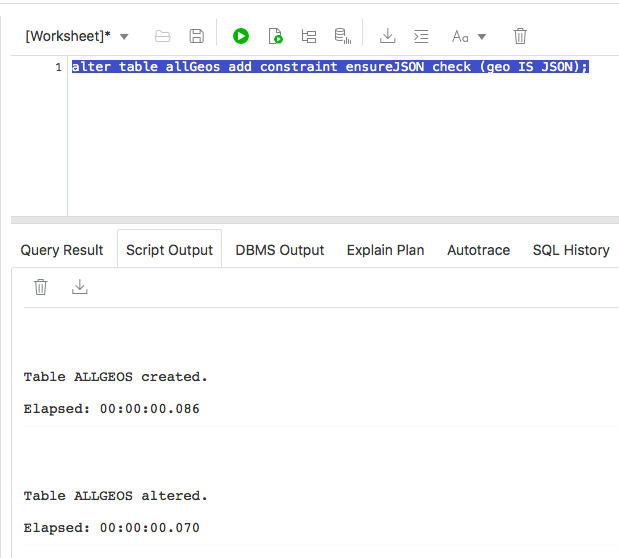 [Worksheet]*
Aa
1 alter table allGeos add constraint ensureJSON check (geo IS JSON);
Query Result Script Output DBMS Output Explain Plan Autotrace SQL History
Table ALLGEOS created.
Elapsed: 00:00:00.086
Table ALLGEOS altered.
Elapsed: 00:00:00.070